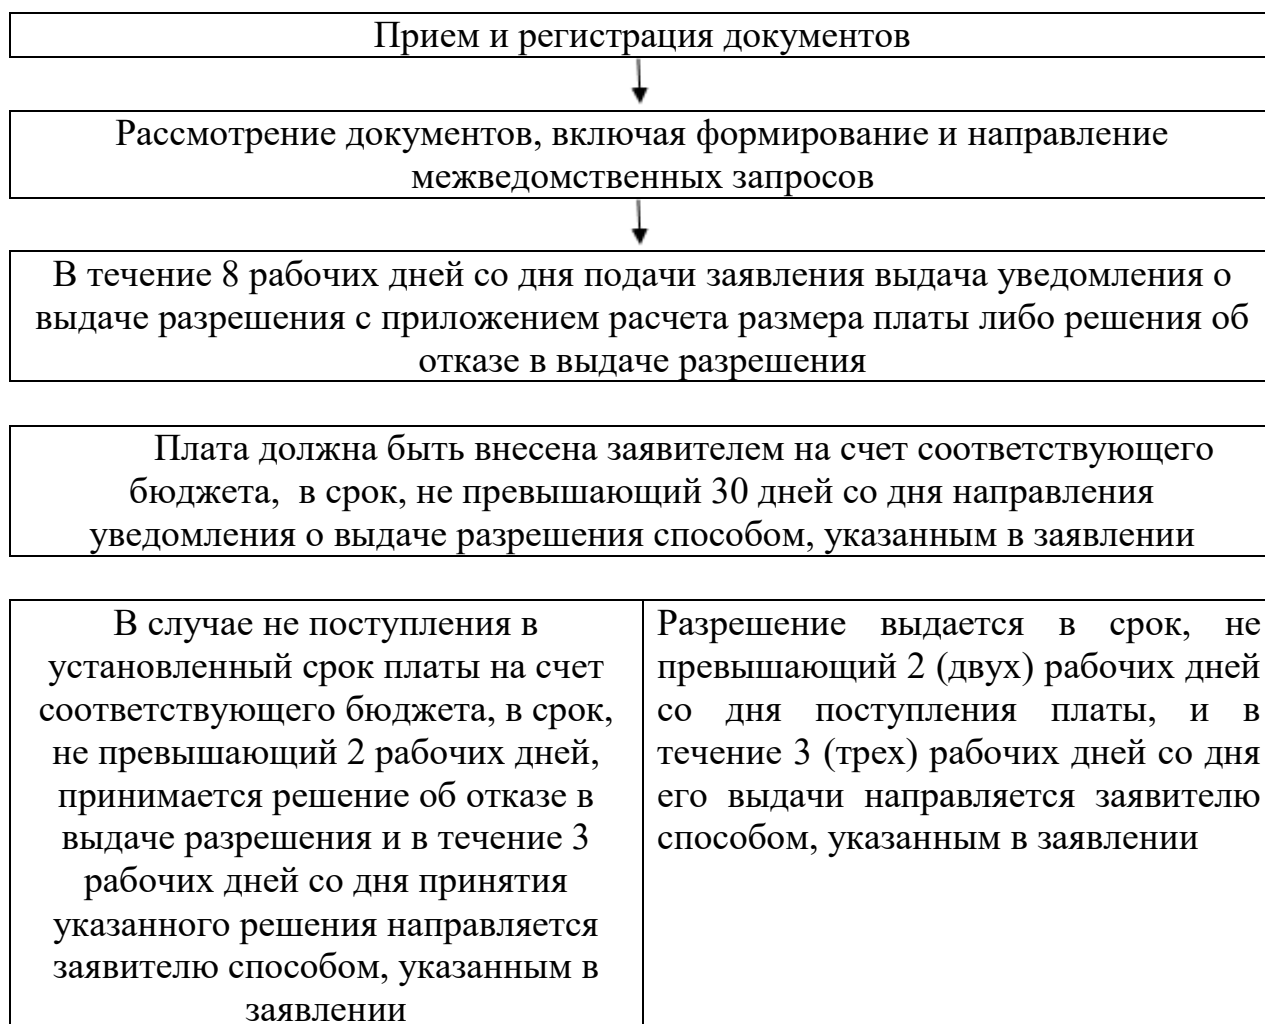 Прием и регистрация документов
Рассмотрение документов, включая формирование и направление
межведомственных запросов
В течение 8 рабочих дней со дня подачи заявления выдача уведомления о
выдаче разрешения с приложением расчета размера платы либо решения об
отказе в выдаче разрешения
Плата должна быть внесена заявителем на счет соответствующего
бюджета, в срок, не превышающий 30 дней со дня направления
уведомления о выдаче разрешения способом, указанным в заявлении
В случае не поступления в
установленный срок платы на счет
соответствующего бюджета, в срок,
не превышающий 2 рабочих дней,
принимается решение об отказе в
выдаче разрешения и в течение 3
рабочих дней со дня принятия
указанного решения направляется
заявителю способом, указанным в
заявлении
Разрешение выдается в срок, не
превышающий 2 (двух) рабочих дней
со дня поступления платы, и в
течение 3 (трех) рабочих дней со дня
его выдачи направляется заявителю
способом, указанным в заявлении